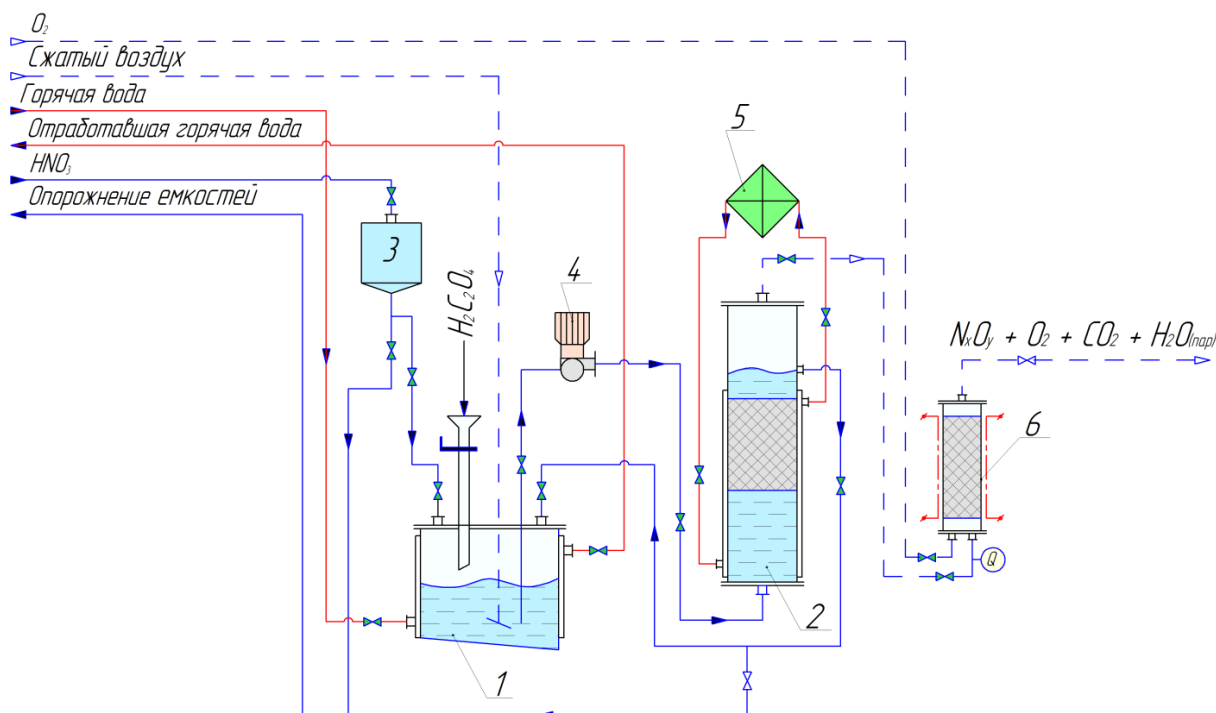 O₂
Сжатый воздух
Горячая вода
Отработавшая горячая вода
HNO₃
Опорожнение емкостей
5
3
4
H₂C₂O₄
NₓOᵧ + O₂ + CO₂ + H₂O(пар)
6
Q
2
1